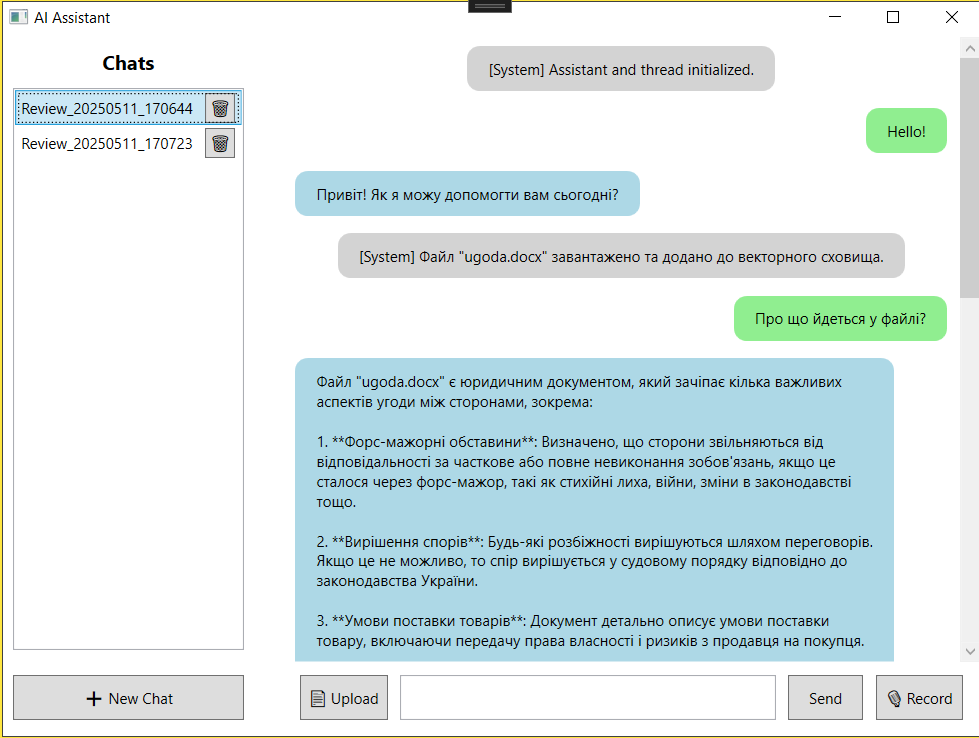 AI Assistant
Chats
Review_20250511_170644
Review_20250511_170723
New Chat
[System] Assistant and thread initialized.
Hello!
Привіт! Як я можу допомогти вам сьогодні?
[System] Файл "ugoda.docx" завантажено та додано до векторного сховища.
Про що йдеться у файлі?
Файл "ugoda.docx" є юридичним документом, який зачіпає кілька важливих
аспектів угоди між сторонами, зокрема:
1. **Форс-мажорні обставини**: Визначено, що сторони звільняються від
відповідальності за часткове або повне невиконання зобов'язань, якщо це
сталося через форс-мажор, такі як стихійні лиха, війни, зміни в законодавстві
тощо.
2. **Вирішення спорів**: Будь-які розбіжності вирішуються шляхом переговорів.
Якщо це не можливо, то спір вирішується у судовому порядку відповідно до
законодавства України.
3. **Умови поставки товарів**: Документ детально описує умови поставки
товару, включаючи передачу права власності і ризиків з продавця на покупця.
Upload
Send
Record